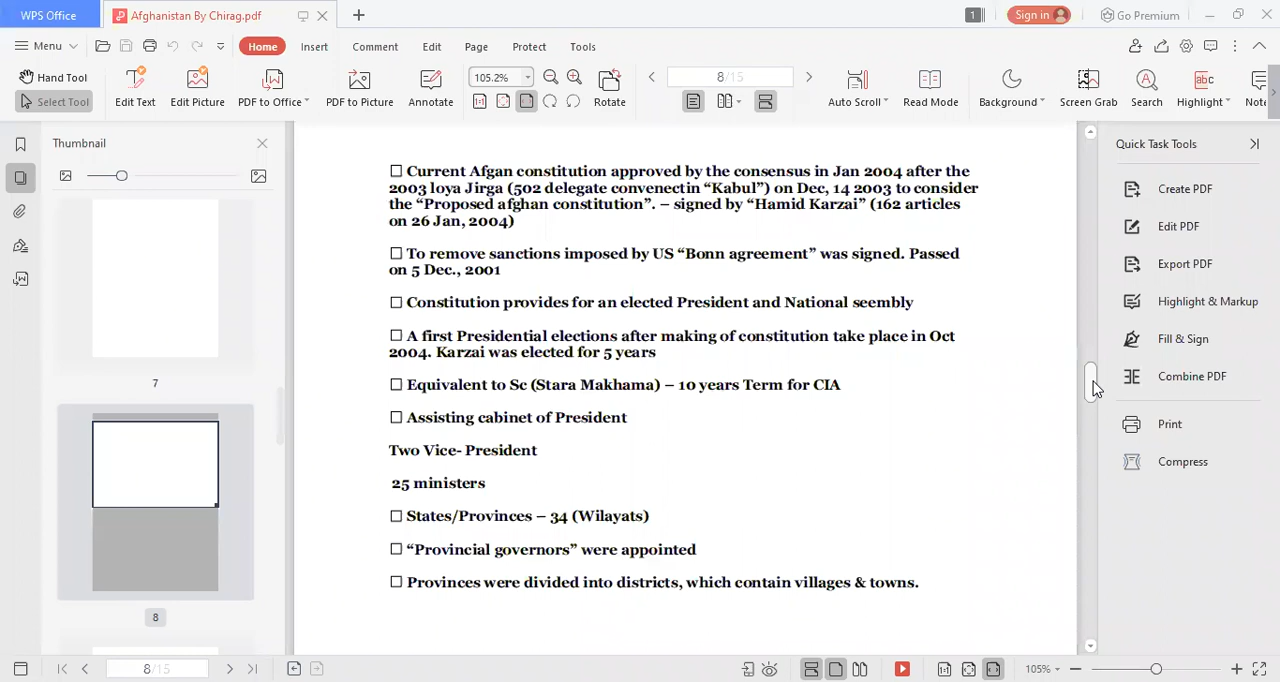 WPS Office
Afghanistan By Chirag.pdf
1
Sign in
Go Premium
Menu
Home
Insert
Comment
Edit
Page
Protect
Tools
Hand Tool
Select Tool
Edit Text
Edit Picture
PDF to Office
PDF to Picture
Annotate
105.2%
Rotate
8/15
Auto Scroll
Read Mode
Background
Screen Grab
Search
Highlight
Note
Thumbnail
7
8
☐ Current Afgan constitution approved by the consensus in Jan 2004 after the
2003 loya Jirga (502 delegate convenectin “Kabul”) on Dec, 14 2003 to consider
the “Proposed afghan constitution”. – signed by “Hamid Karzai” (162 articles
on 26 Jan, 2004)
☐ To remove sanctions imposed by US “Bonn agreement” was signed. Passed
on 5 Dec., 2001
☐ Constitution provides for an elected President and National seembly
☐ A first Presidential elections after making of constitution take place in Oct
2004. Karzai was elected for 5 years
☐ Equivalent to Sc (Stara Makhama) – 10 years Term for CIA
☐ Assisting cabinet of President
Two Vice- President
25 ministers
☐ States/Provinces – 34 (Wilayats)
☐ “Provincial governors” were appointed
☐ Provinces were divided into districts, which contain villages & towns.
Quick Task Tools
Create PDF
Edit PDF
Export PDF
Highlight & Markup
Fill & Sign
Combine PDF
Print
Compress
8/15
105%